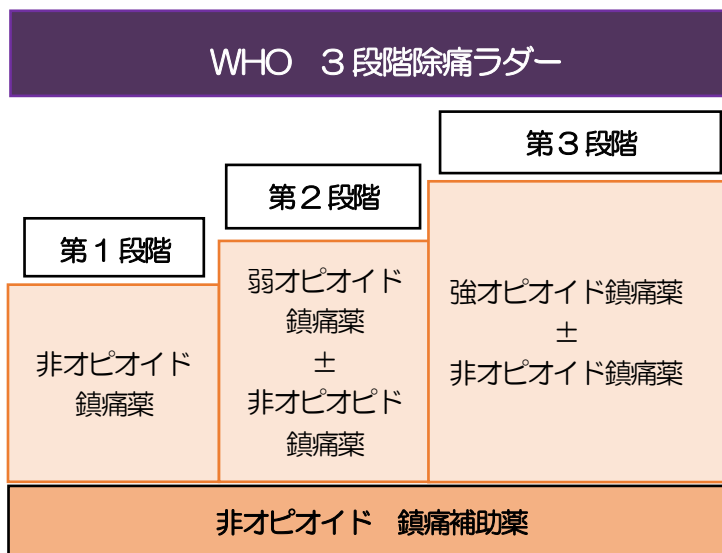 WHO　３段階除痛ラダー
第３段階
第２段階
第１段階
非オピオイド
鎮痛薬
弱オピオイド
鎮痛薬
±
非オピオピド
鎮痛薬
強オピオイド鎮痛薬
±
非オピオイド鎮痛薬
非オピオイド　鎮痛補助薬